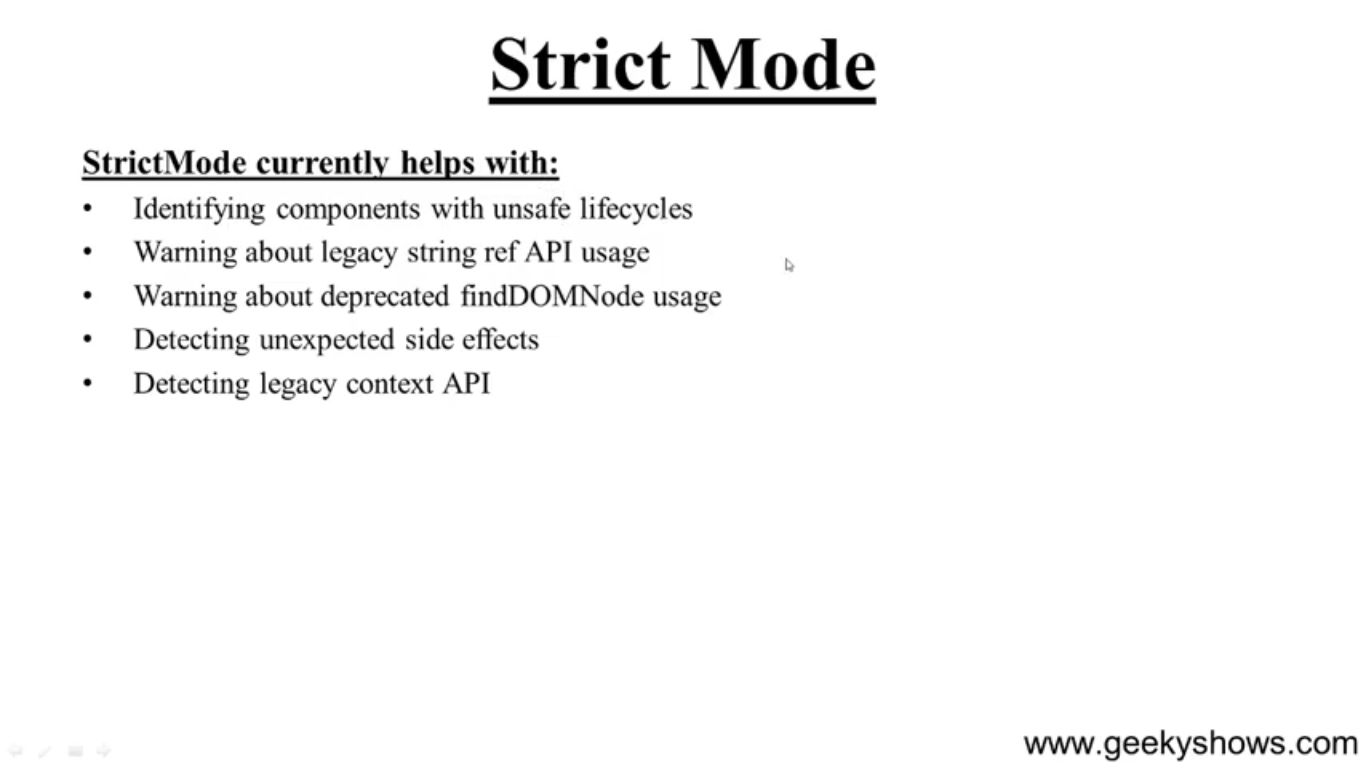 Strict Mode
StrictMode currently helps with:
• Identifying components with unsafe lifecycles
• Warning about legacy string ref API usage
• Warning about deprecated findDOMNode usage
• Detecting unexpected side effects
• Detecting legacy context API
www.geekyshows.com